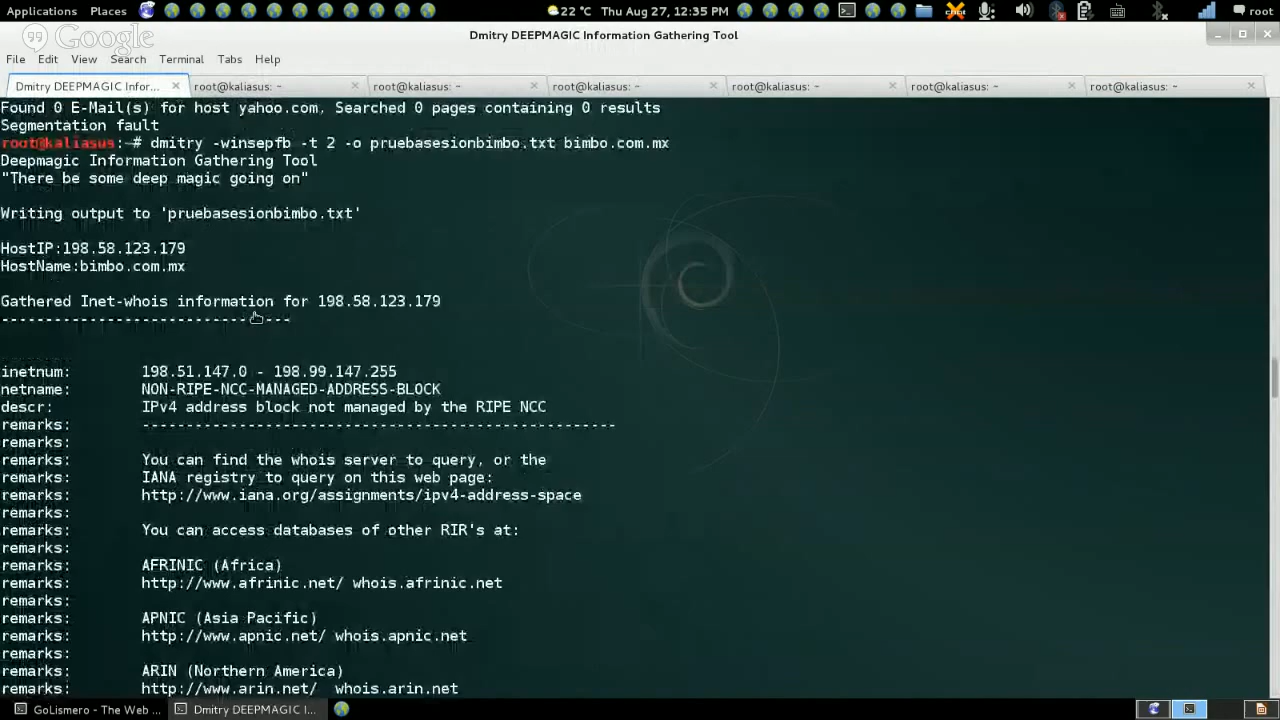 Applications Places 22 °C Thu Aug 27, 12:35 PM root
Google
Dmitry DEEPMAGIC Information Gathering Tool
File Edit View Search Terminal Tabs Help
Dmitry DEEPMAGIC Infor... root@kaliasus: ~ root@kaliasus: ~ root@kaliasus: ~ root@kaliasus: ~ root@kaliasus: ~ root@kaliasus: ~
Found 0 E-Mail(s) for host yahoo.com, Searched 0 pages containing 0 results
Segmentation fault
root@kaliasus:~# dmitry -winsepfb -t 2 -o pruebasesionbimbo.txt bimbo.com.mx
Deepmagic Information Gathering Tool
"There be some deep magic going on"
Writing output to 'pruebasesionbimbo.txt'
HostIP:198.58.123.179
HostName:bimbo.com.mx
Gathered Inet-whois information for 198.58.123.179
---------------------------------
inetnum: 198.51.147.0 - 198.99.147.255
netname: NON-RIPE-NCC-MANAGED-ADDRESS-BLOCK
descr: IPv4 address block not managed by the RIPE NCC
remarks: ------------------------------------------------------
remarks:
remarks: You can find the whois server to query, or the
remarks: IANA registry to query on this web page:
remarks: http://www.iana.org/assignments/ipv4-address-space
remarks:
remarks: You can access databases of other RIR's at:
remarks:
remarks: AFRINIC (Africa)
remarks: http://www.afrinic.net/ whois.afrinic.net
remarks:
remarks: APNIC (Asia Pacific)
remarks: http://www.apnic.net/ whois.apnic.net
remarks:
remarks: ARIN (Northern America)
remarks: http://www.arin.net/ whois.arin.net
GoLismero - The Web ... Dmitry DEEPMAGIC I...